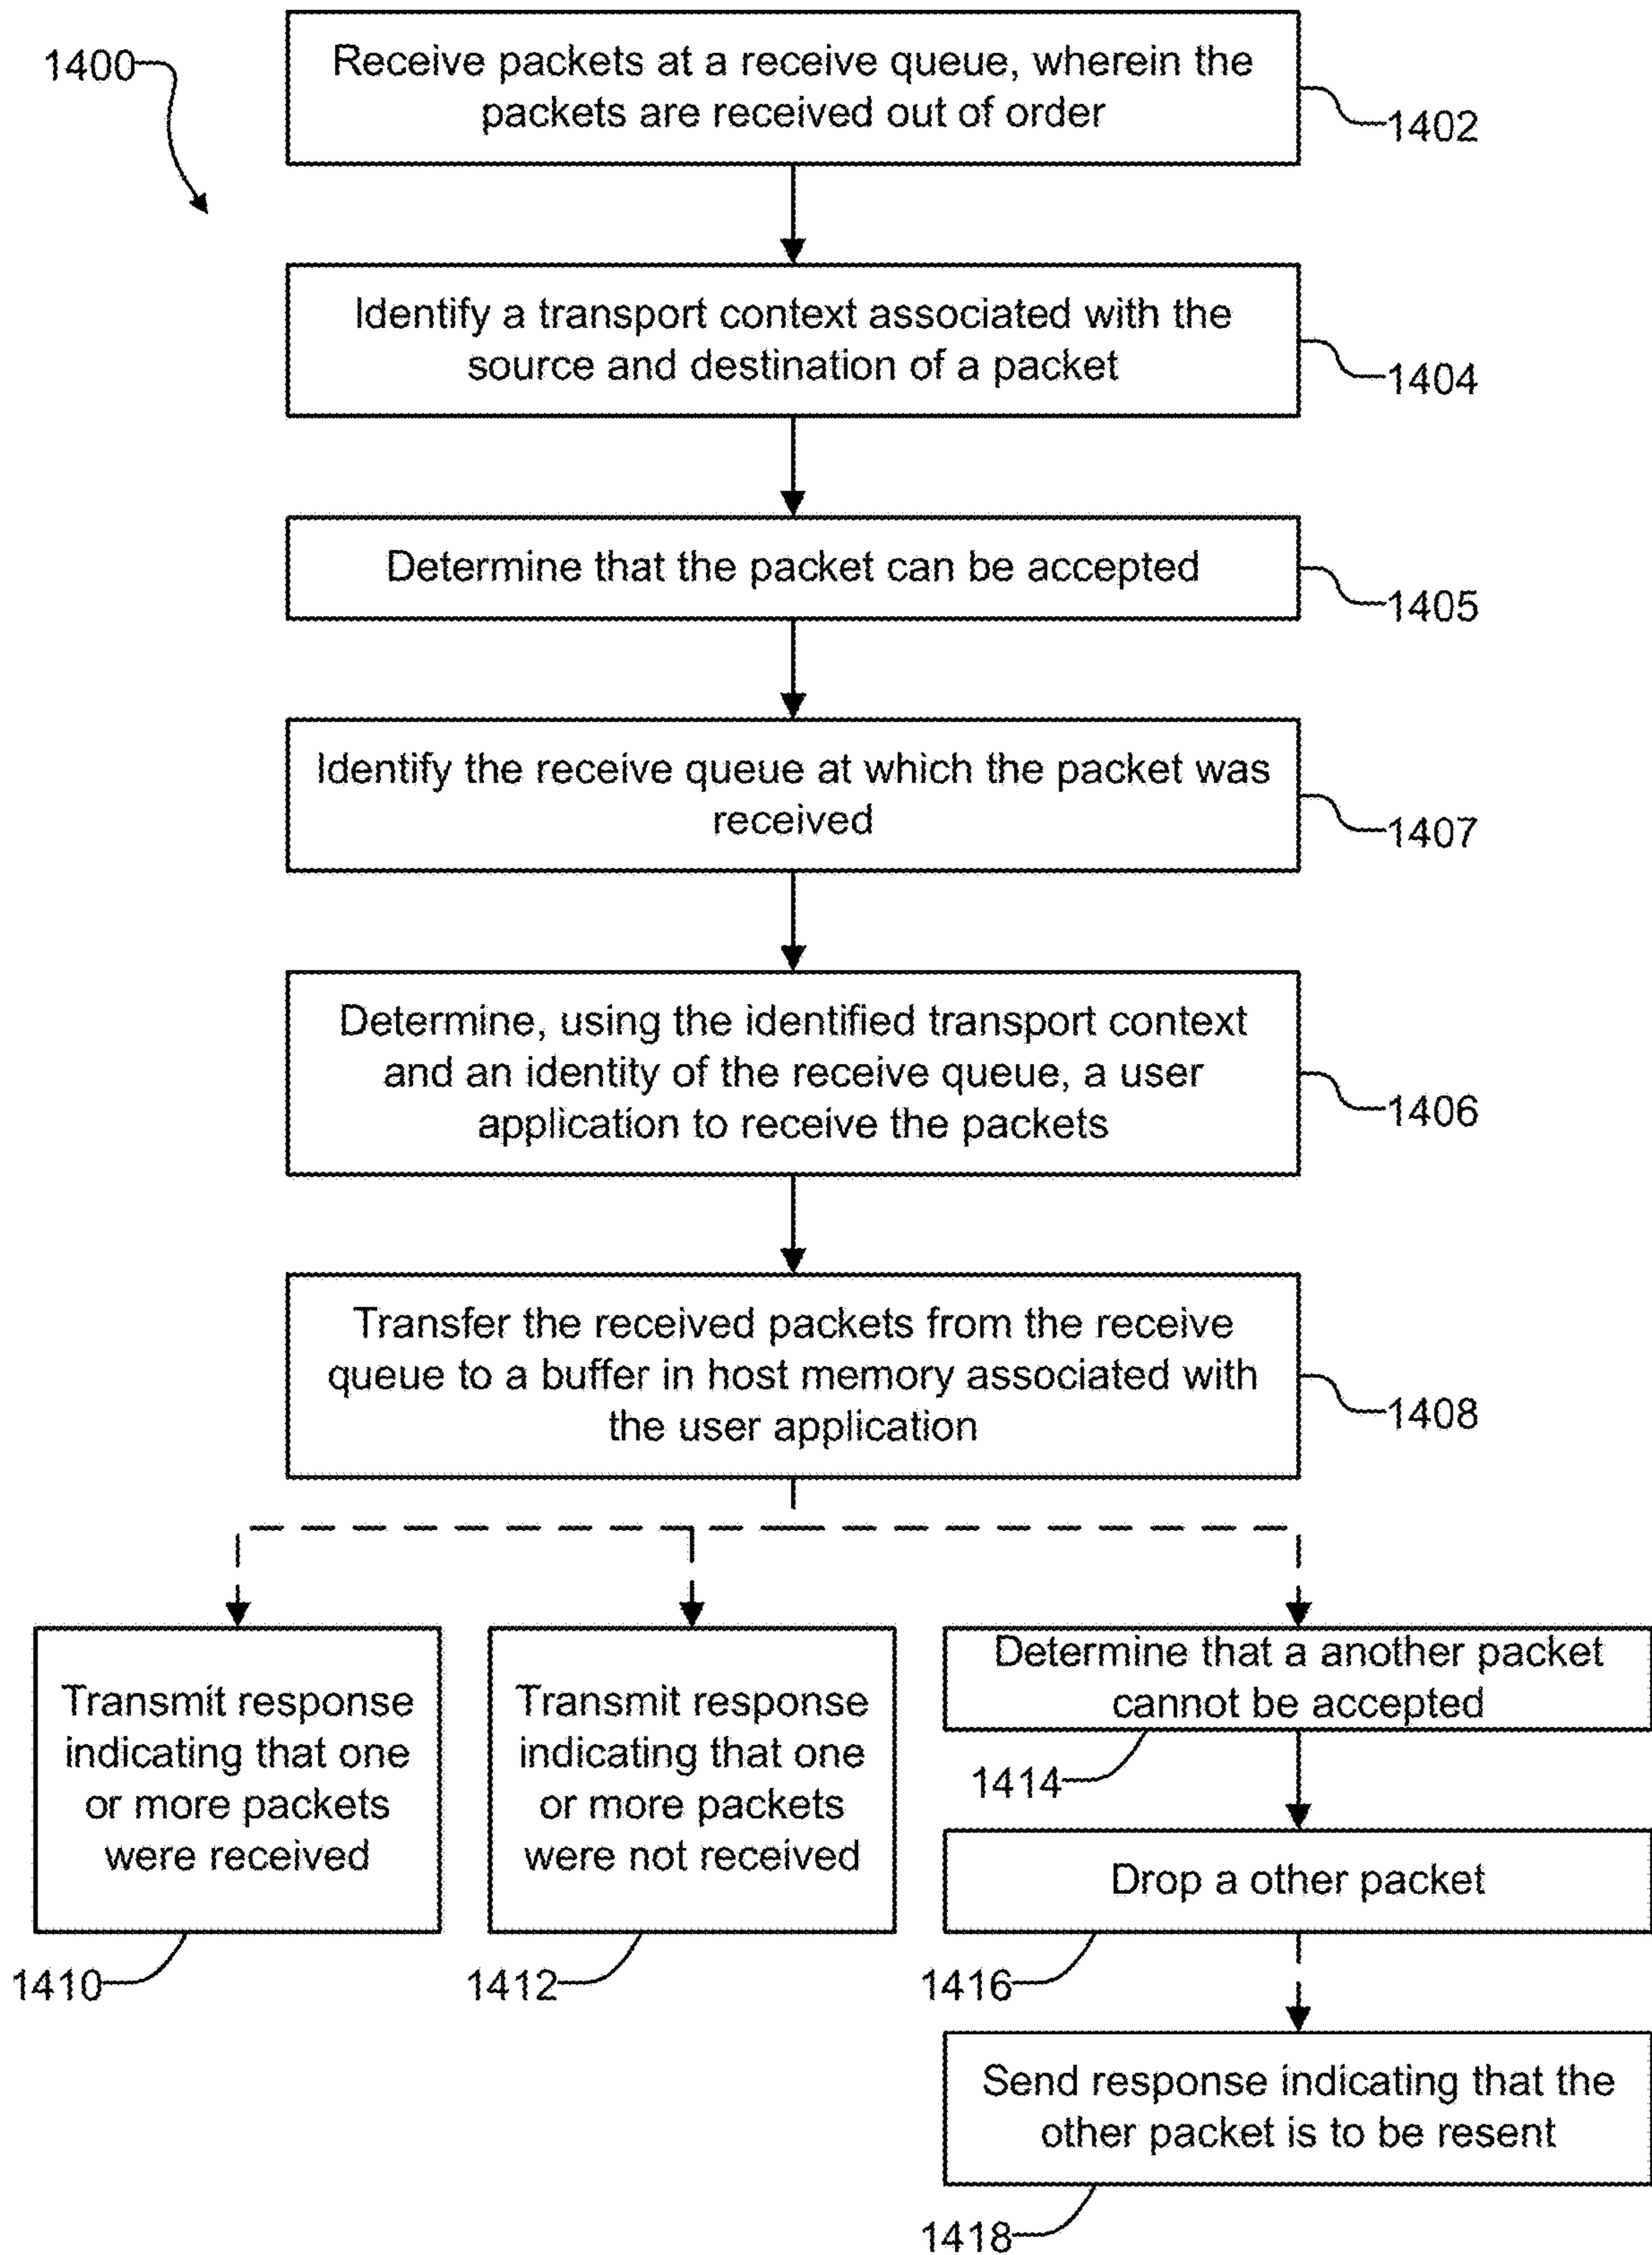 1400
Receive packets at a receive queue, wherein the
packets are received out of order
1402
Identify a transport context associated with the
source and destination of a packet
1404
Determine that the packet can be accepted
1405
Identify the receive queue at which the packet was
received
1407
Determine, using the identified transport context
and an identity of the receive queue, a user
application to receive the packets
1406
Transfer the received packets from the receive
queue to a buffer in host memory associated with
the user application
1408
Transmit response
indicating that one
or more packets
were received
1410
Transmit response
indicating that one
or more packets
were not received
1412
Determine that a another packet
cannot be accepted
1414
Drop a other packet
1416
Send response indicating that the
other packet is to be resent
1418